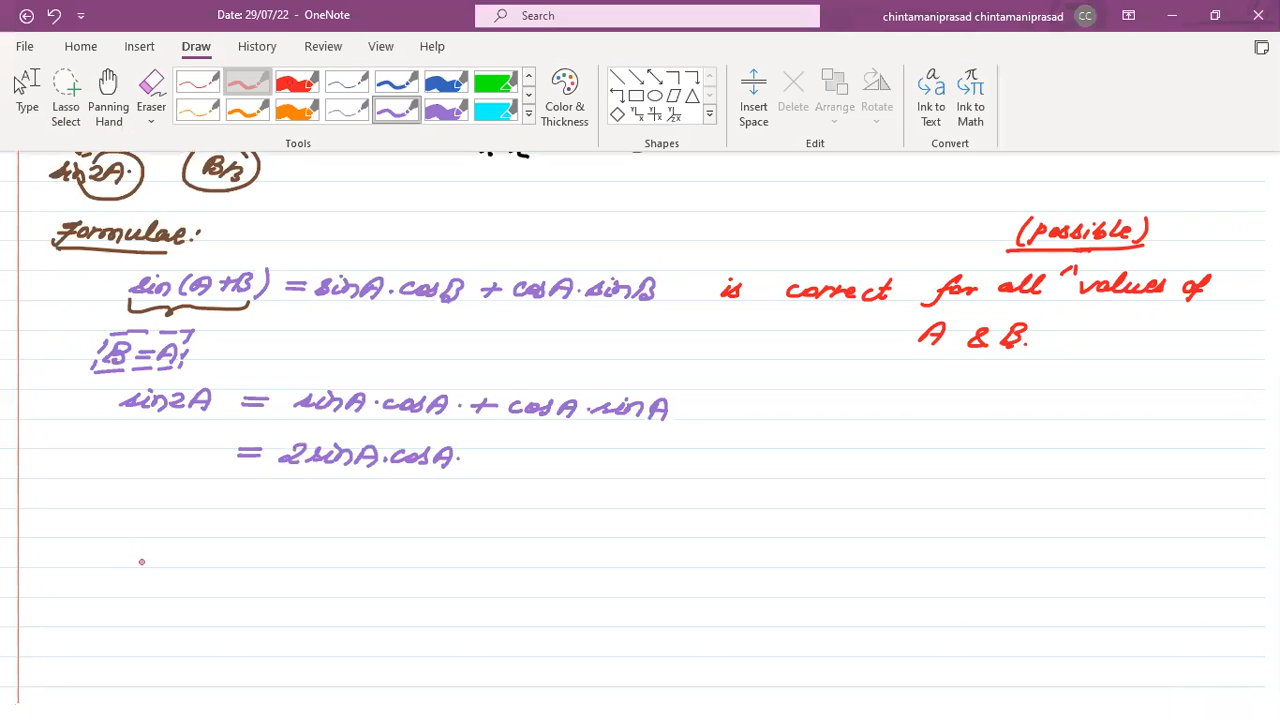 Date: 29/07/22 - OneNote
Search
chintamaniprasad chintamaniprasad CC
File Home Insert Draw History Review View Help
Type Lasso Select Panning Hand Eraser Color & Thickness Insert Space Delete Arrange Rotate Ink to Text Ink to Math
Tools Shapes Edit Convert
sin2A. B/3
Formulae:
(possible)
sin(A+B) = sinA.cosB + cosA.sinB is correct for all ^ values of
A & B.
B=A
sin2A = sinA.cosA. + cosA.sinA
= 2sinA.cosA.